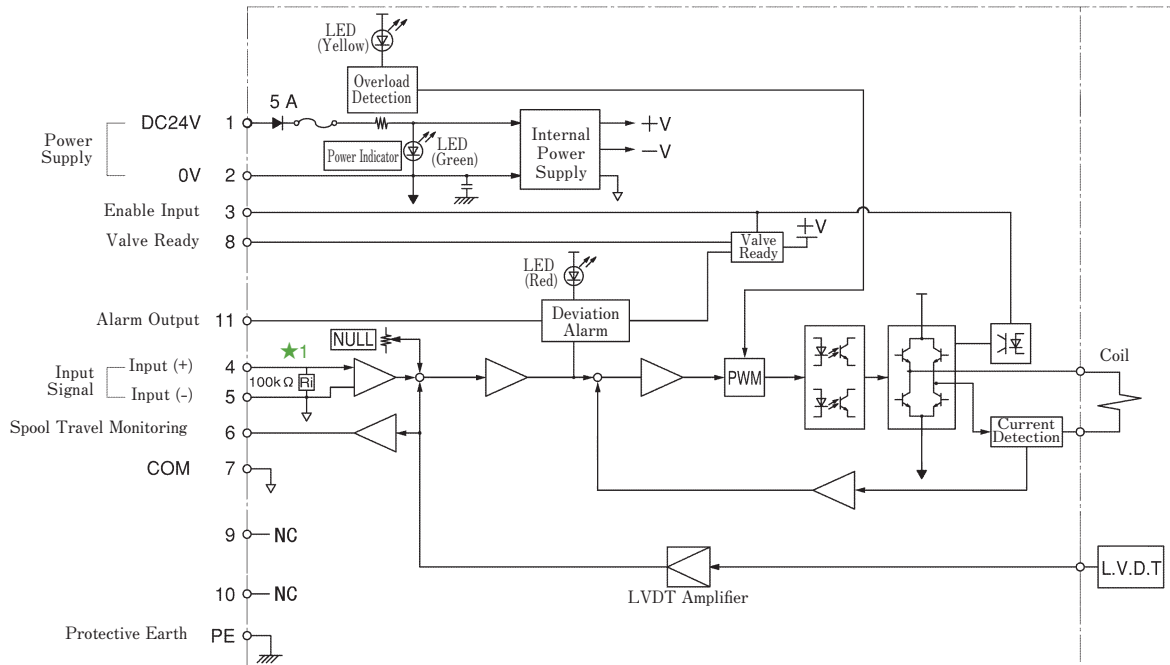 LED
(Yellow)
Overload
Detection
5 A
Power
Supply
DC24V
1
0V
2
Power Indicator
LED
(Green)
Internal
Power
Supply
+V
−V
Enable Input
3
Valve Ready
8
Valve
Ready
+V
LED
(Red)
Alarm Output
11
Deviation
Alarm
NULL
★1
Input
Signal
Input (+)
4
100kΩ
Ri
Input (-)
5
PWM
Coil
Spool Travel Monitoring
6
Current
Detection
COM
7
9
NC
L.V.D.T
LVDT Amplifier
10
NC
Protective Earth
PE